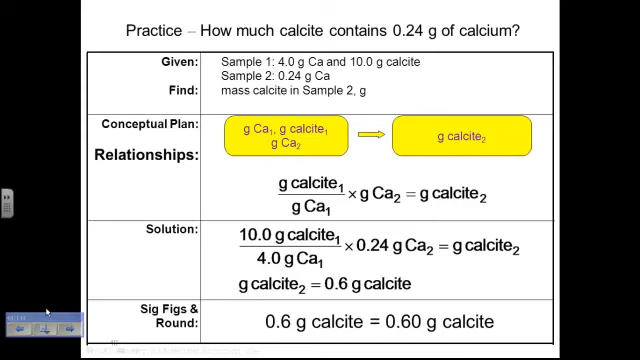 Practice – How much calcite contains 0.24 g of calcium?
Given: Sample 1: 4.0 g Ca and 10.0 g calcite
Sample 2: 0.24 g Ca
Find: mass calcite in Sample 2, g
Conceptual Plan:
g Ca₁, g calcite₁
g Ca₂
g calcite₂
Relationships:
g calcite₁
g Ca₁
× g Ca₂ = g calcite₂
Solution:
10.0 g calcite₁
4.0 g Ca₁
× 0.24 g Ca₂ = g calcite₂
g calcite₂ = 0.6 g calcite
Sig Figs &
Round:
0.6 g calcite = 0.60 g calcite